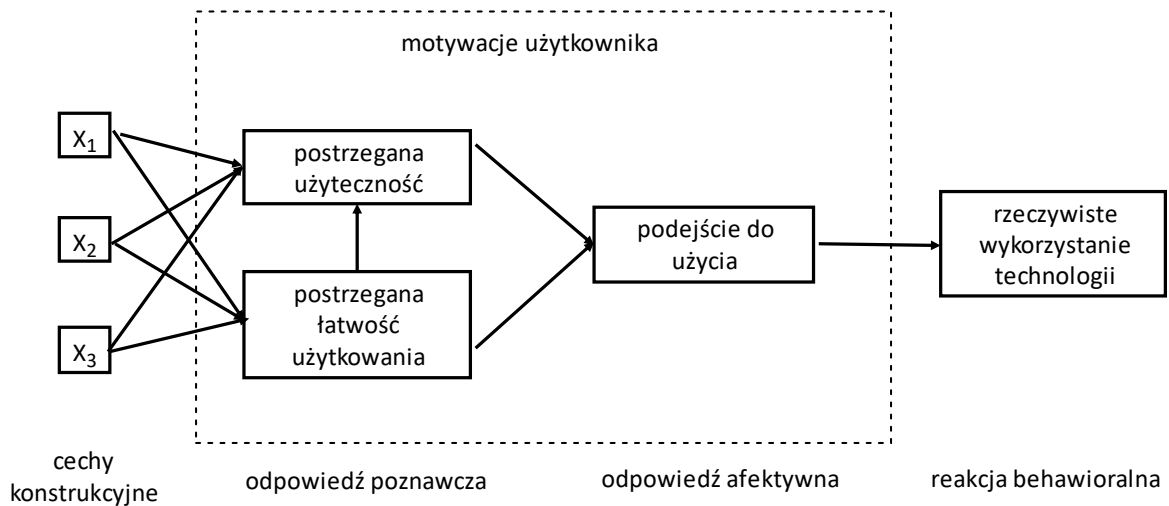 motywacje użytkownika
X1
X2
X3
postrzegana
użyteczność
postrzegana
łatwość
użytkowania
podejście do
użycia
rzeczywiste
wykorzystanie
technologii
cechy
konstrukcyjne
odpowiedź poznawcza
odpowiedź afektywna
reakcja behawioralna